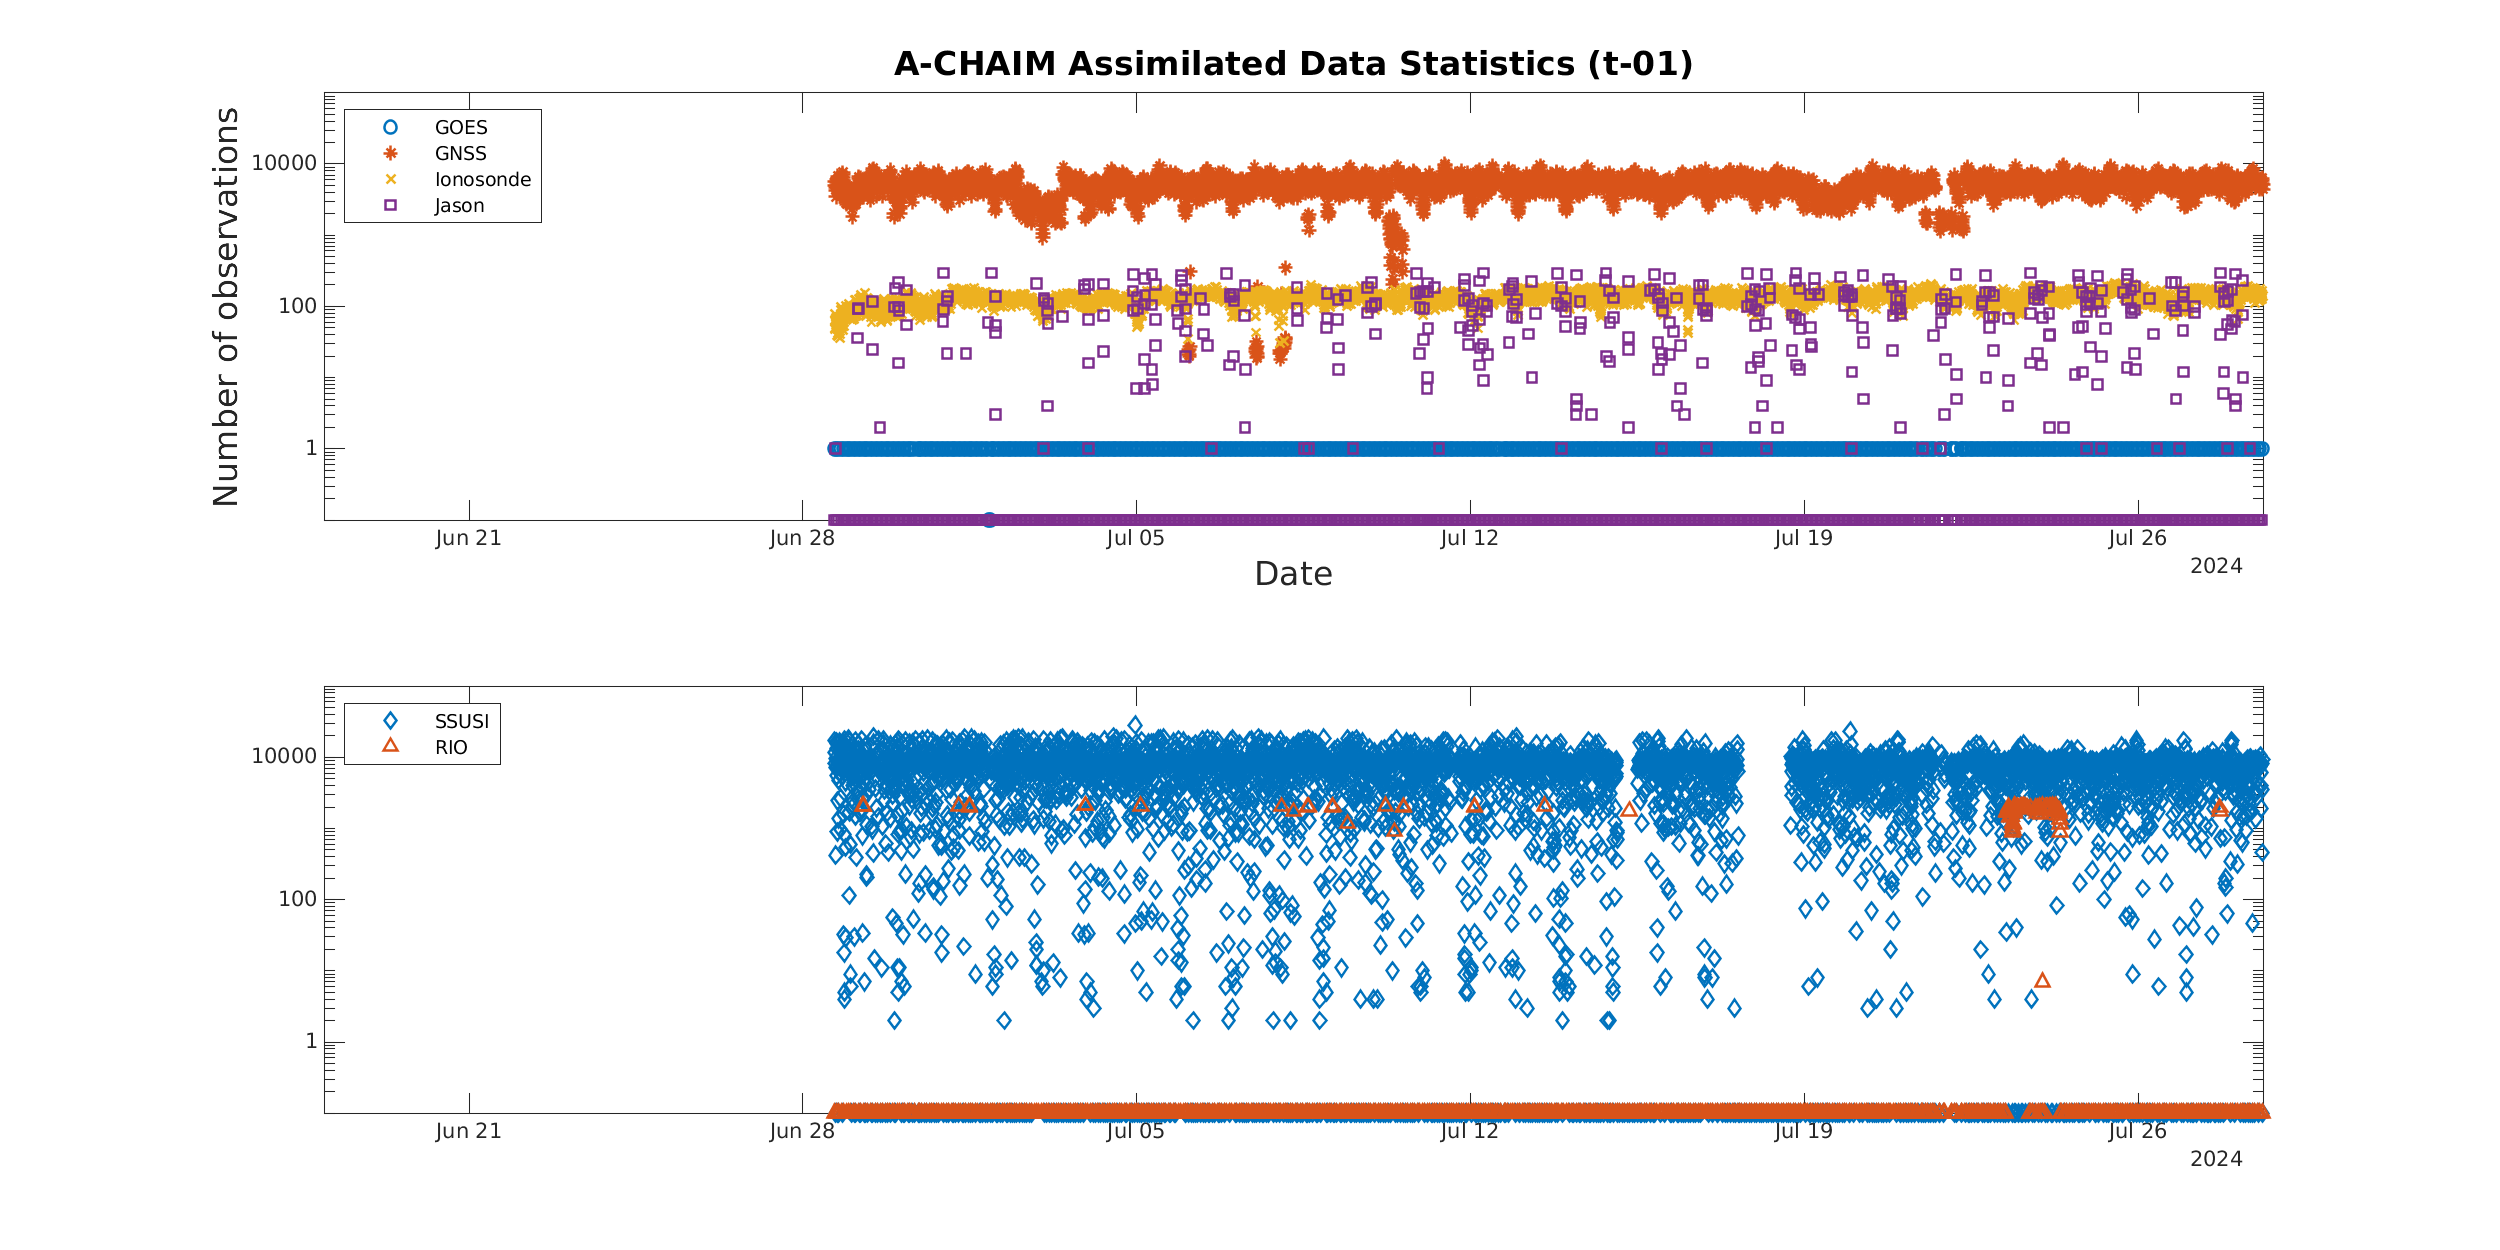 A-CHAIM Assimilated Data Statistics (t-01)
Number of observations
10000
100
1
GOES
GNSS
Ionosonde
Jason
Jun 21
Jun 28
Jul 05
Jul 12
Jul 19
Jul 26
2024
Date
10000
100
1
SSUSI
RIO
Jun 21
Jun 28
Jul 05
Jul 12
Jul 19
Jul 26
2024